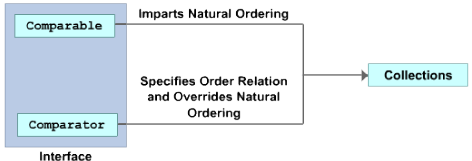 Comparable
Imparts Natural Ordering
Specifies Order Relation
and Overrides Natural
Ordering
Collections
Comparator
Interface